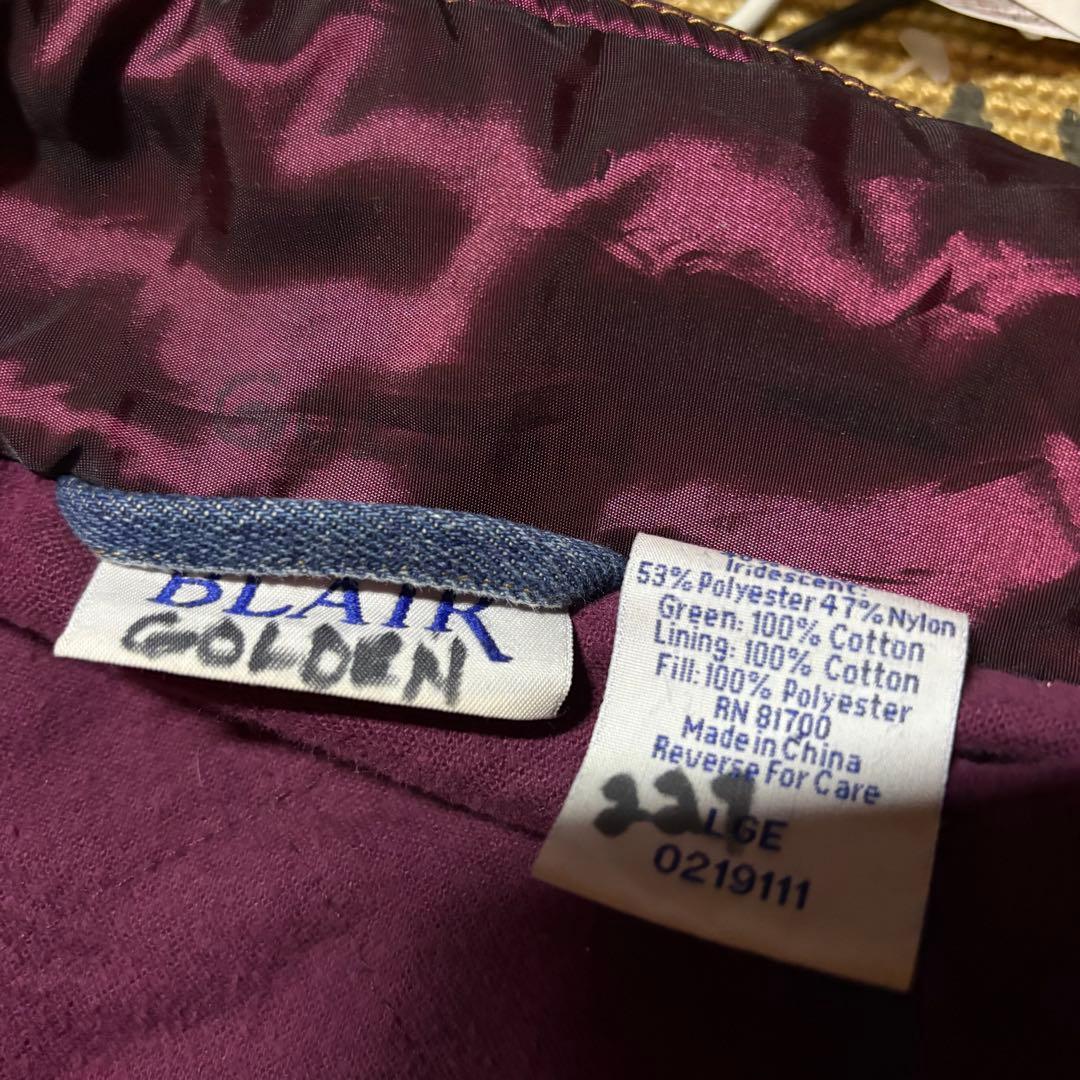 BLAIR
GOLDEN
Iridescent:
53% Polyester 47% Nylon
Green: 100% Cotton
Lining: 100% Cotton
Fill: 100% Polyester
RN 81700
Made in China
Reverse For Care
LGE
0219111